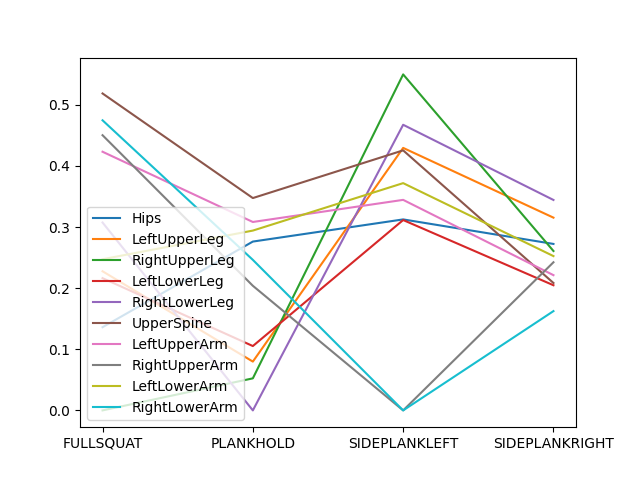 0.5
0.4
0.3
0.2
0.1
0.0
Hips
LeftUpperLeg
RightUpperLeg
LeftLowerLeg
RightLowerLeg
UpperSpine
LeftUpperArm
RightUpperArm
LeftLowerArm
RightLowerArm
FULLSQUAT PLANKHOLD SIDEPLANKLEFT SIDEPLANKRIGHT